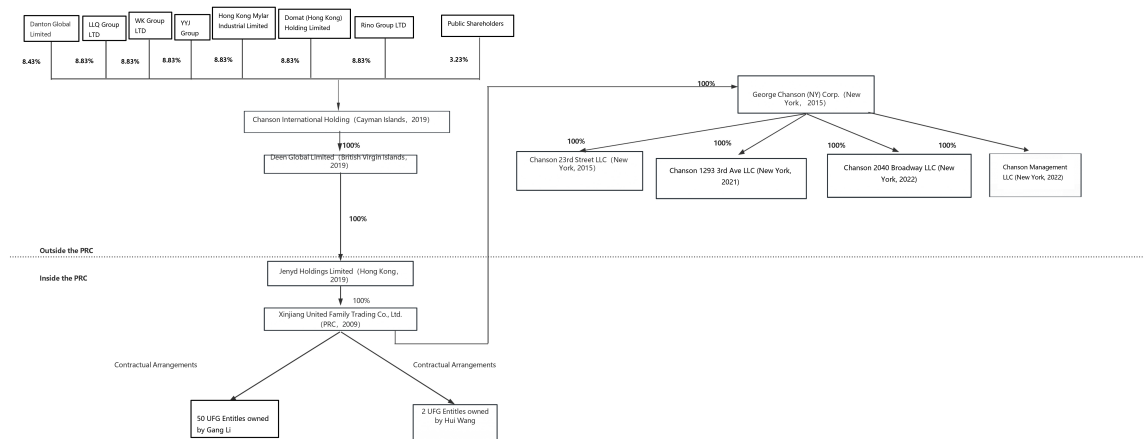 Danton Global
Limited
LLQ Group
LTD
WK Group
LTD
YYJ
Group
Hong Kong Mylar
Industrial Limited
Domat (Hong Kong)
Holding Limited
Rino Group LTD
Public Shareholders
8.43%
8.83%
8.83%
8.83%
8.83%
8.83%
8.83%
3.23%
Chanson International Holding (Cayman Islands, 2019)
100%
Deen Global Limited (British Virgin Islands,
2019)
100%
100%
George Chanson (NY) Corp. (New
York, 2015)
100%
100%
100%
100%
Chanson 23rd Street LLC (New
York, 2015)
Chanson 1293 3rd Ave LLC (New York,
2021)
Chanson 2040 Broadway LLC (New
York, 2022)
Chanson Management
LLC (New York, 2022)
Outside the PRC
Inside the PRC
Jenyd Holdings Limited (Hong Kong,
2019)
100%
Xinjiang United Family Trading Co., Ltd.
(PRC, 2009)
Contractual Arrangements
Contractual Arrangements
50 UFG Entitles owned
by Gang Li
2 UFG Entities owned
by Hui Wang